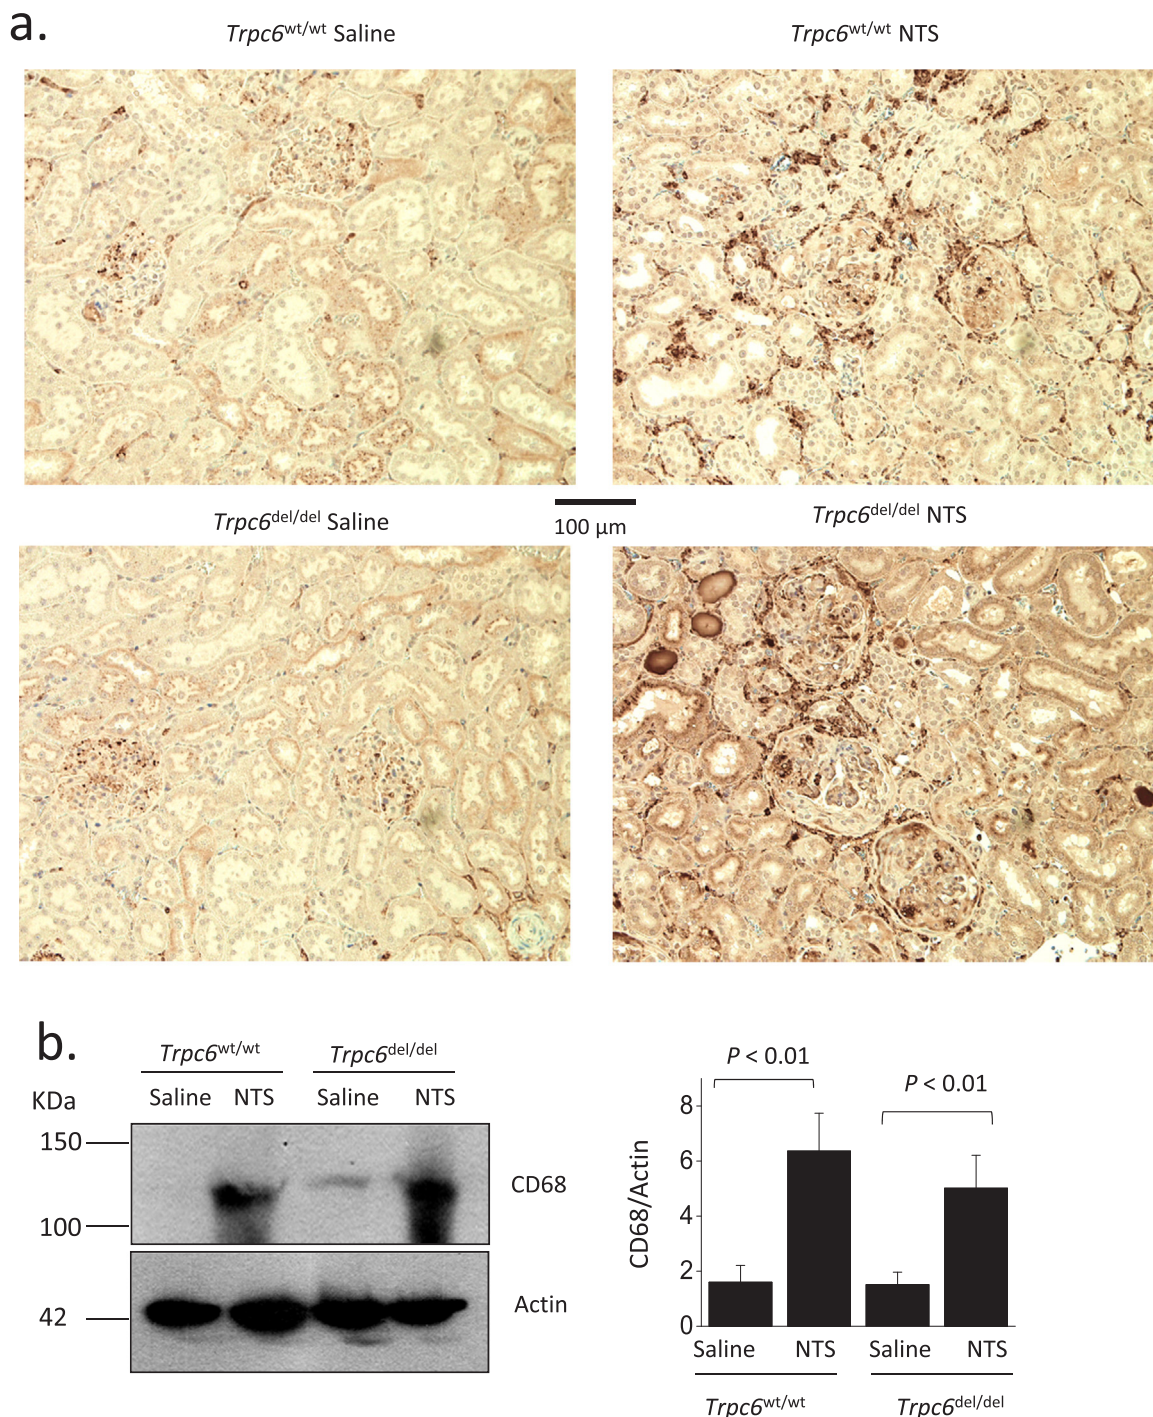 a.
Trpc6wt/wt Saline
Trpc6wt/wt NTS
Trpc6del/del Saline
100 µm
Trpc6del/del NTS
b.
Trpc6wt/wt
Trpc6del/del
KDa
Saline
NTS
Saline
NTS
150
100
CD68
42
Actin
P < 0.01
P < 0.01
CD68/Actin
8
6
4
2
0
Saline
NTS
Saline
NTS
Trpc6wt/wt
Trpc6del/del